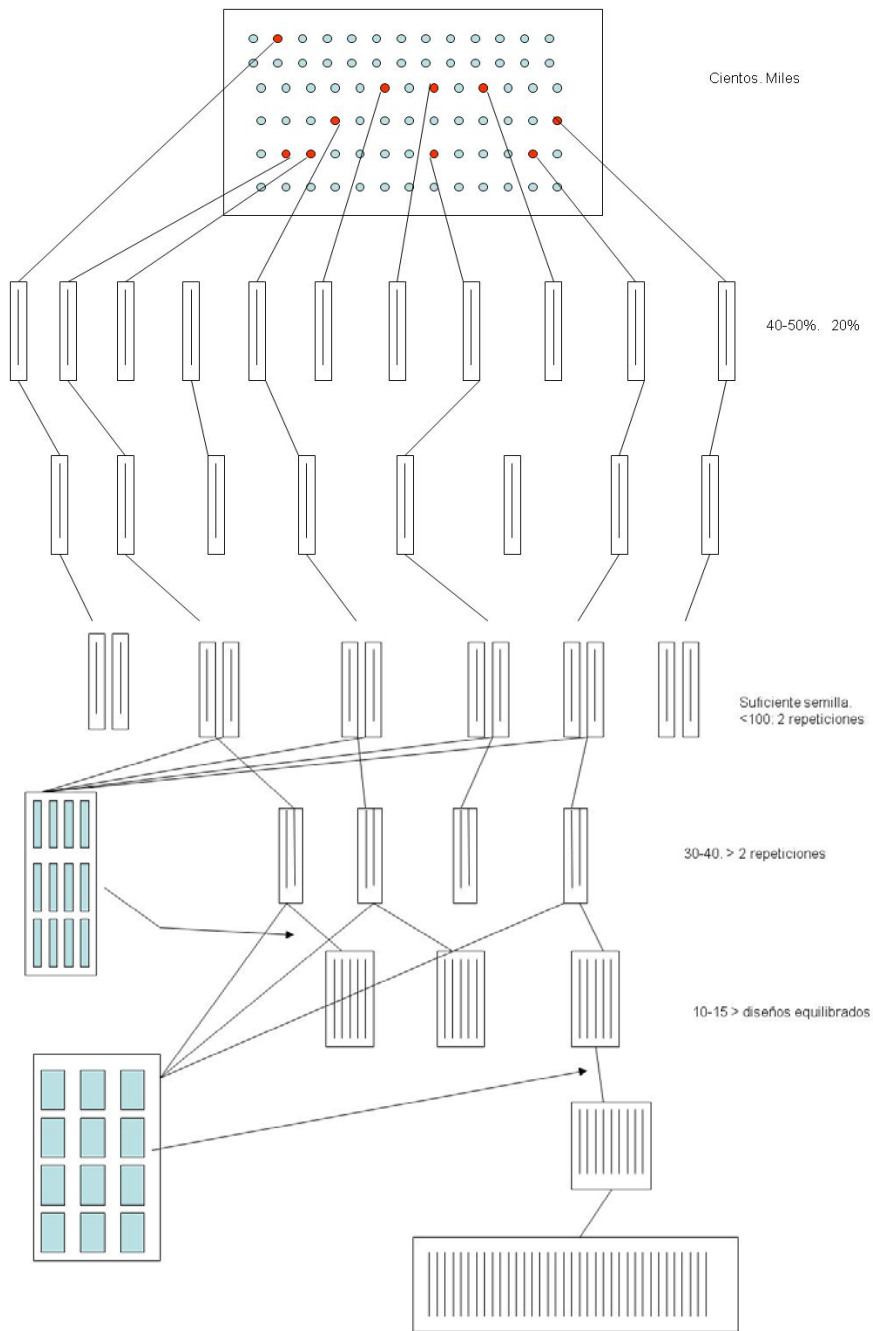 Cientos. Miles
40-50%. 20%
Suficiente semilla.
<100: 2 repeticiones
30-40. > 2 repeticiones
10-15 > diseños equilibrados